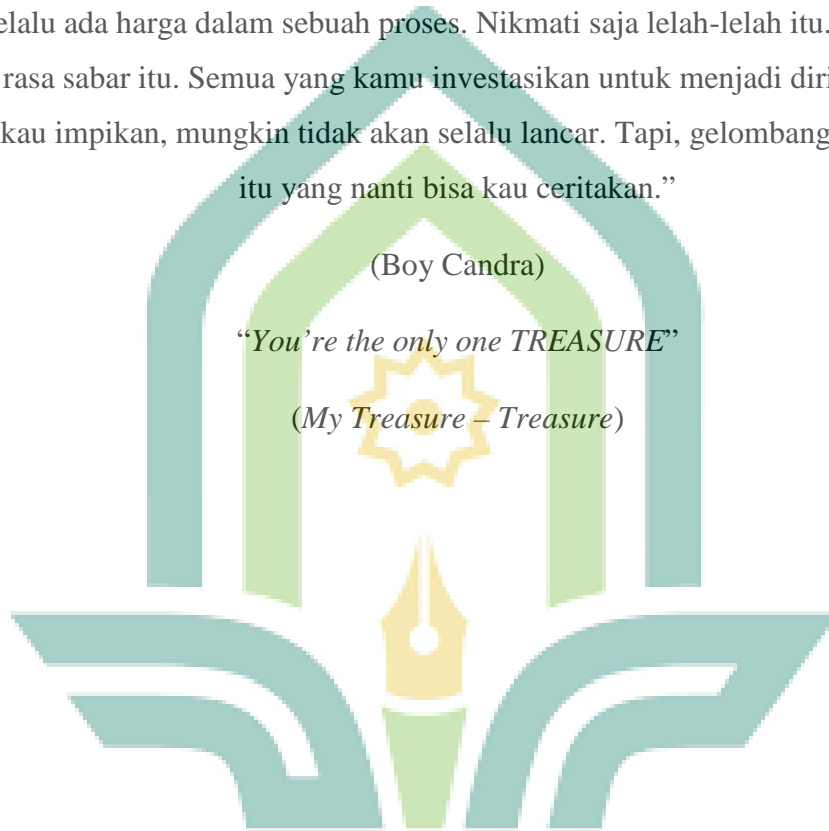 elalu ada harga dalam sebuah proses. Nikmati saja lelah-lelah itu.
rasa sabar itu. Semua yang kamu investasikan untuk menjadi diri
kau impikan, mungkin tidak akan selalu lancar. Tapi, gelombang
itu yang nanti bisa kau ceritakan.”
(Boy Candra)
“You’re the only one TREASURE”
(My Treasure – Treasure)